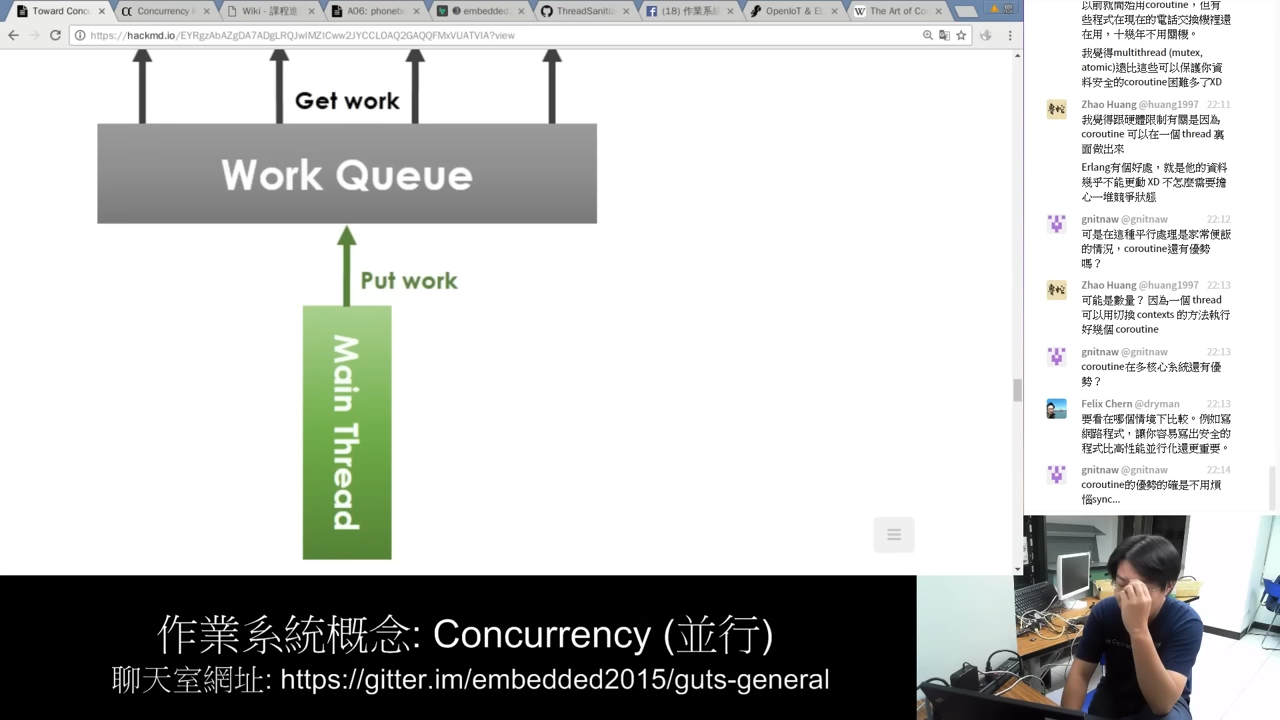 Toward Conc
Concurrency
Wiki - 課程進
A06: phoneb
embedded
ThreadSanitiz
(18) 作業系統
OpenIoT & EL
The Art of Co
https://hackmd.io/EYRgzAbAZgDA7ADgLRQJwIMZICww2JYCCLOAQ2GAQQFMxVUATVIA?view
Get work
Work Queue
Put work
Main Thread
以前就開始用coroutine，但有
些程式在現在的電話交換機裡還
在用，十幾年不用關機。
我覺得multithread (mutex,
atomic)遠比這些可以保護你資
料安全的coroutine困難多了XD
Zhao Huang @huang1997 22:11
我覺得跟硬體限制有關是因為
coroutine 可以在一個 thread 裏
面做出來
Erlang有個好處，就是他的資料
幾乎不能更動 XD 不怎麼需要擔
心一堆競爭狀態
gnitnaw @gnitnaw 22:12
可是在這種平行處理是家常便飯
的情況，coroutine還有優勢
嗎？
Zhao Huang @huang1997 22:13
可能是數量？ 因為一個 thread
可以用切換 contexts 的方法執行
好幾個 coroutine
gnitnaw @gnitnaw 22:13
coroutine在多核心系統還有優
勢？
Felix Chern @dryman 22:13
要看在哪個情境下比較。例如寫
網路程式，讓你容易寫出安全的
程式比高性能並行化還更重要。
gnitnaw @gnitnaw 22:14
coroutine的優勢的確是不用煩
惱sync...
作業系統概念: Concurrency (並行)
聊天室網址: https://gitter.im/embedded2015/guts-general